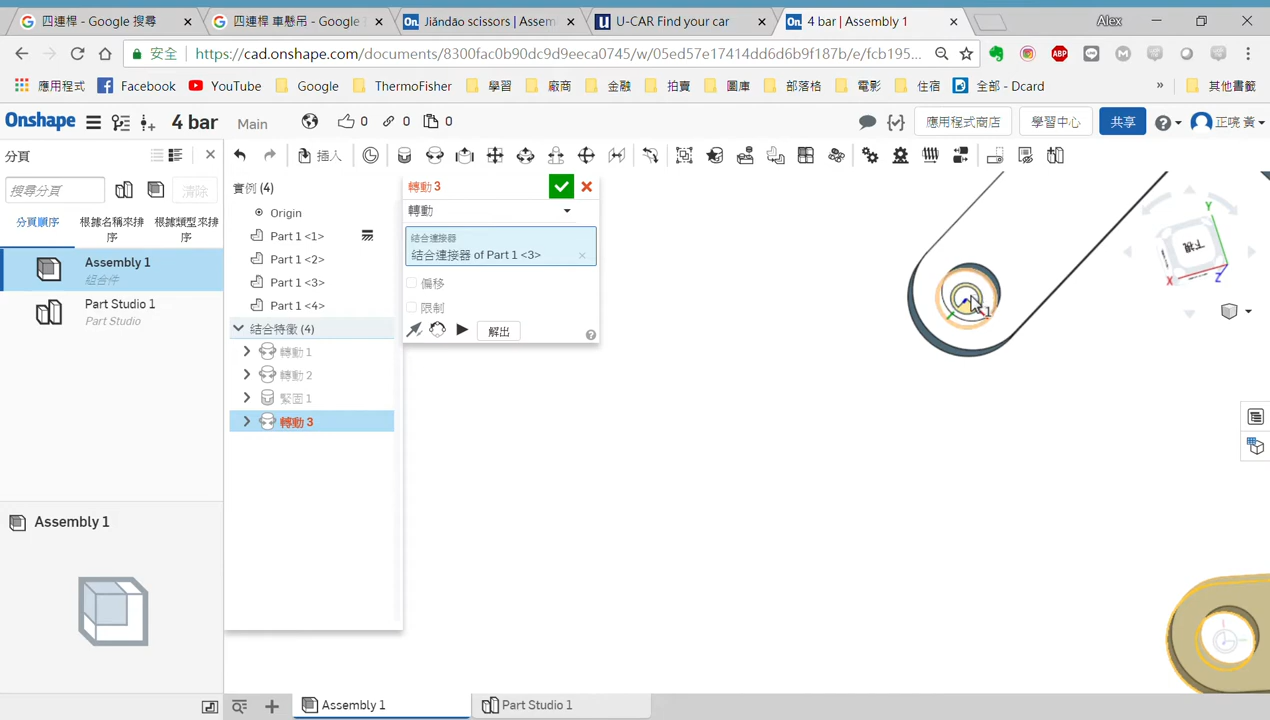 四連桿 - Google 搜尋
四連桿 車懸吊 - Google
Jiǎndāo scissors | Assem
U-CAR Find your car
4 bar | Assembly 1
Alex
安全
https://cad.onshape.com/documents/8300fac0b90dc9d9eeca0745/w/05ed57e17414dd6d6b9f187b/e/fcb195...
應用程式
Facebook
YouTube
Google
ThermoFisher
學習
廠商
金融
拍賣
圖庫
部落格
電影
住宿
全部 - Dcard
»
其他書籤
Onshape
4 bar
Main
0
0
0
應用程式商店
學習中心
共享
正喨 黃
分頁
插入
搜尋分頁
清除
分頁順序
根據名稱來排序
根據類型來排序
Assembly 1
組合件
Part Studio 1
Part Studio
Assembly 1
實例 (4)
Origin
Part 1 <1>
Part 1 <2>
Part 1 <3>
Part 1 <4>
結合特徵 (4)
轉動 1
轉動 2
緊固 1
轉動 3
轉動 3
轉動
結合連接器
結合連接器 of Part 1 <3>
偏移
限制
解出
1
Y
下視
X
Z
Assembly 1
Part Studio 1